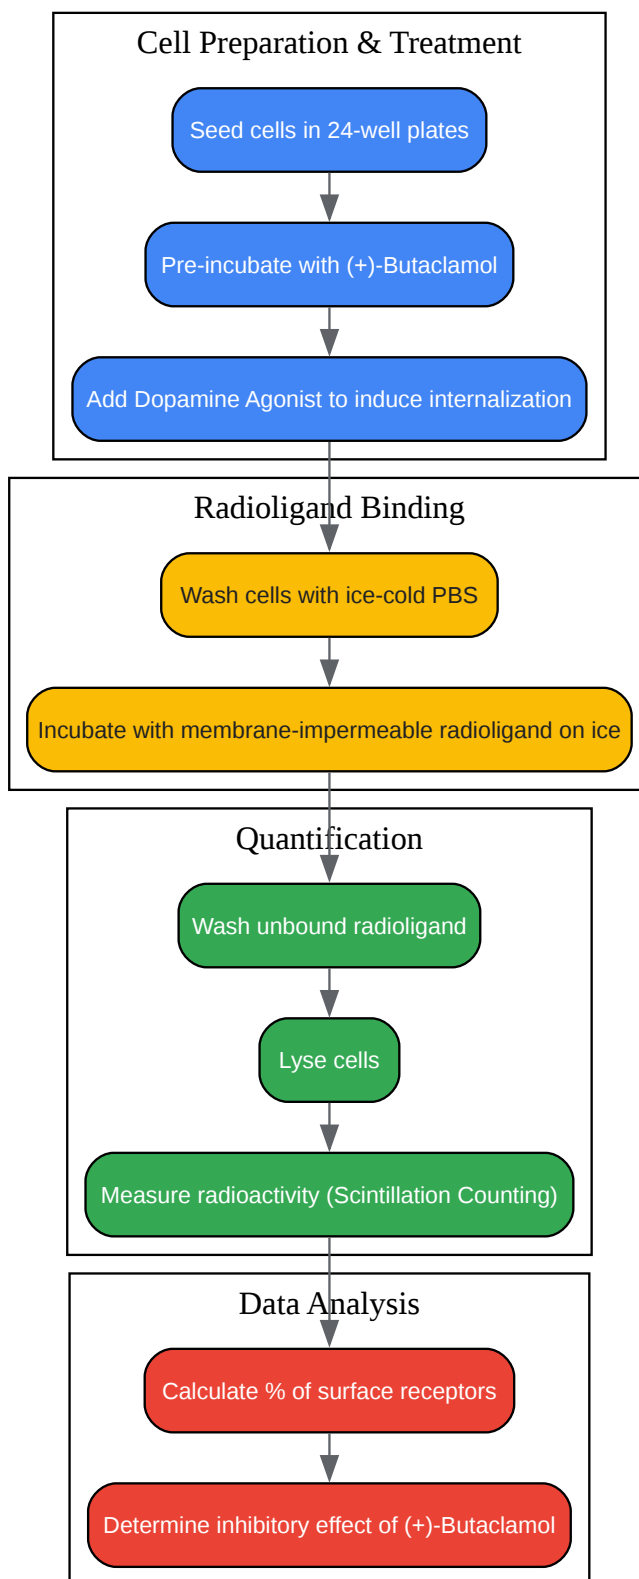 Cell Preparation & Treatment
Seed cells in 24-well plates
Pre-incubate with (+)-Butaclamol
Add Dopamine Agonist to induce internalization
Radioligand Binding
Wash cells with ice-cold PBS
Incubate with membrane-impermeable radioligand on ice
Quantification
Wash unbound radioligand
Lyse cells
Measure radioactivity (Scintillation Counting)
Data Analysis
Calculate % of surface receptors
Determine inhibitory effect of (+)-Butaclamol